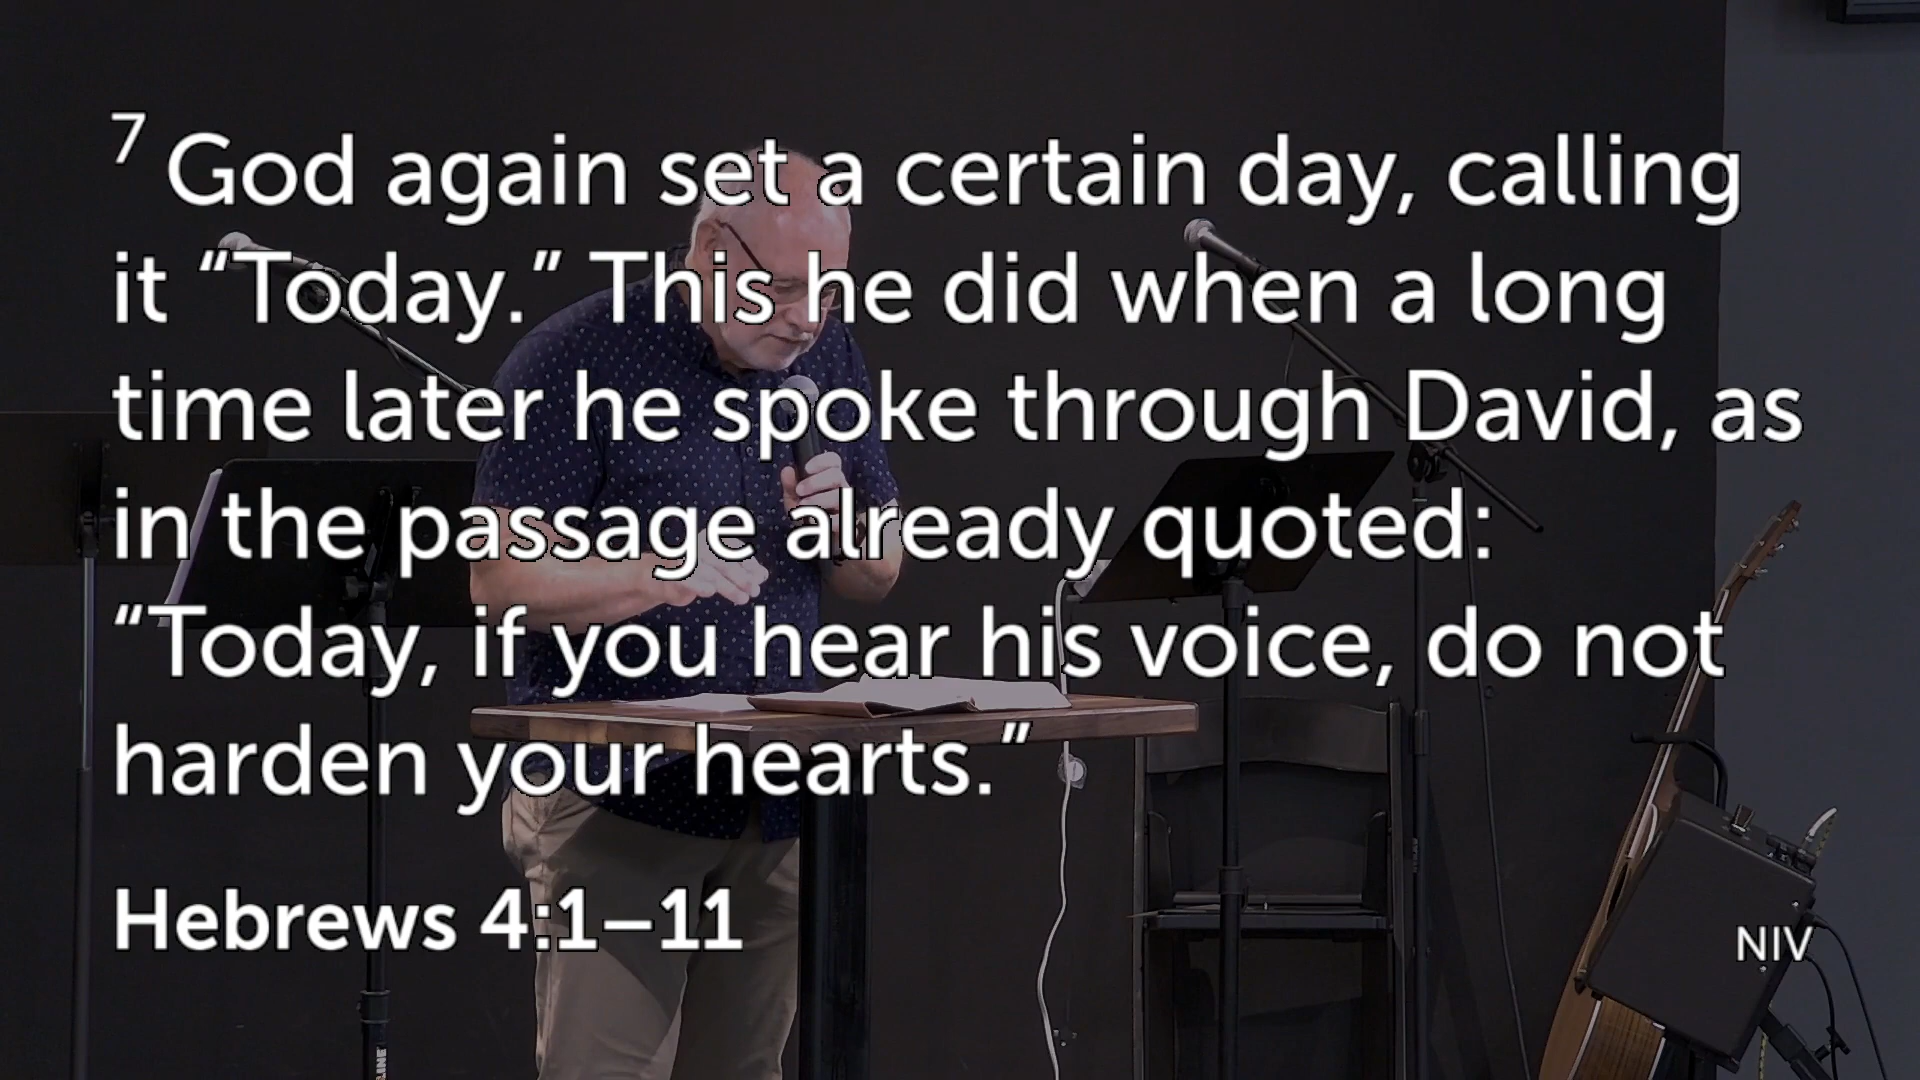 7 God again set a certain day, calling
it “Today.” This he did when a long
time later he spoke through David, as
in the passage already quoted:
“Today, if you hear his voice, do not
harden your hearts.”
Hebrews 4:1–11
NIV